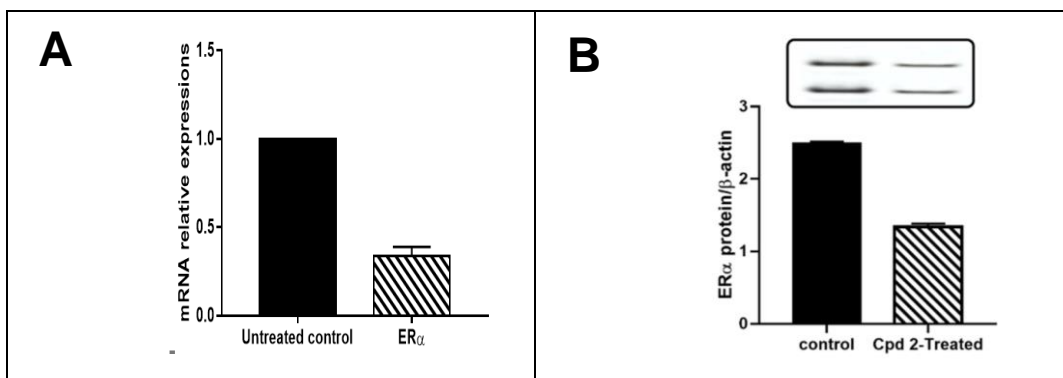 A
mRNA relative expressions
1.5
1.0
0.5
0.0
Untreated control
ERα
B
ERα protein/β-actin
3
2
1
0
control
Cpd 2-Treated